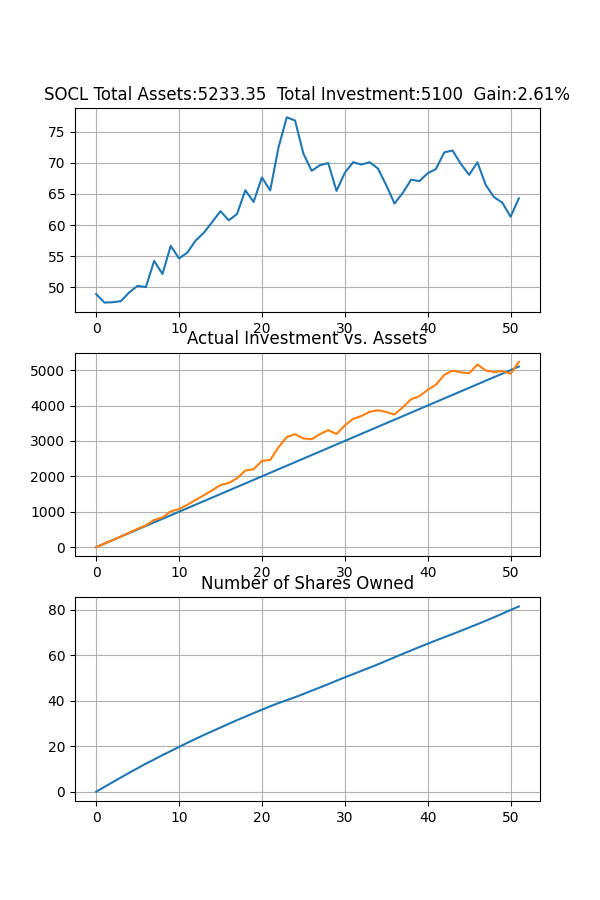 SOCL Total Assets:5233.35  Total Investment:5100  Gain:2.61%
75
70
65
60
55
50
0 10 20 30 40 50
Actual Investment vs. Assets
5000
4000
3000
2000
1000
0
0 10 20 30 40 50
Number of Shares Owned
80
60
40
20
0
0 10 20 30 40 50